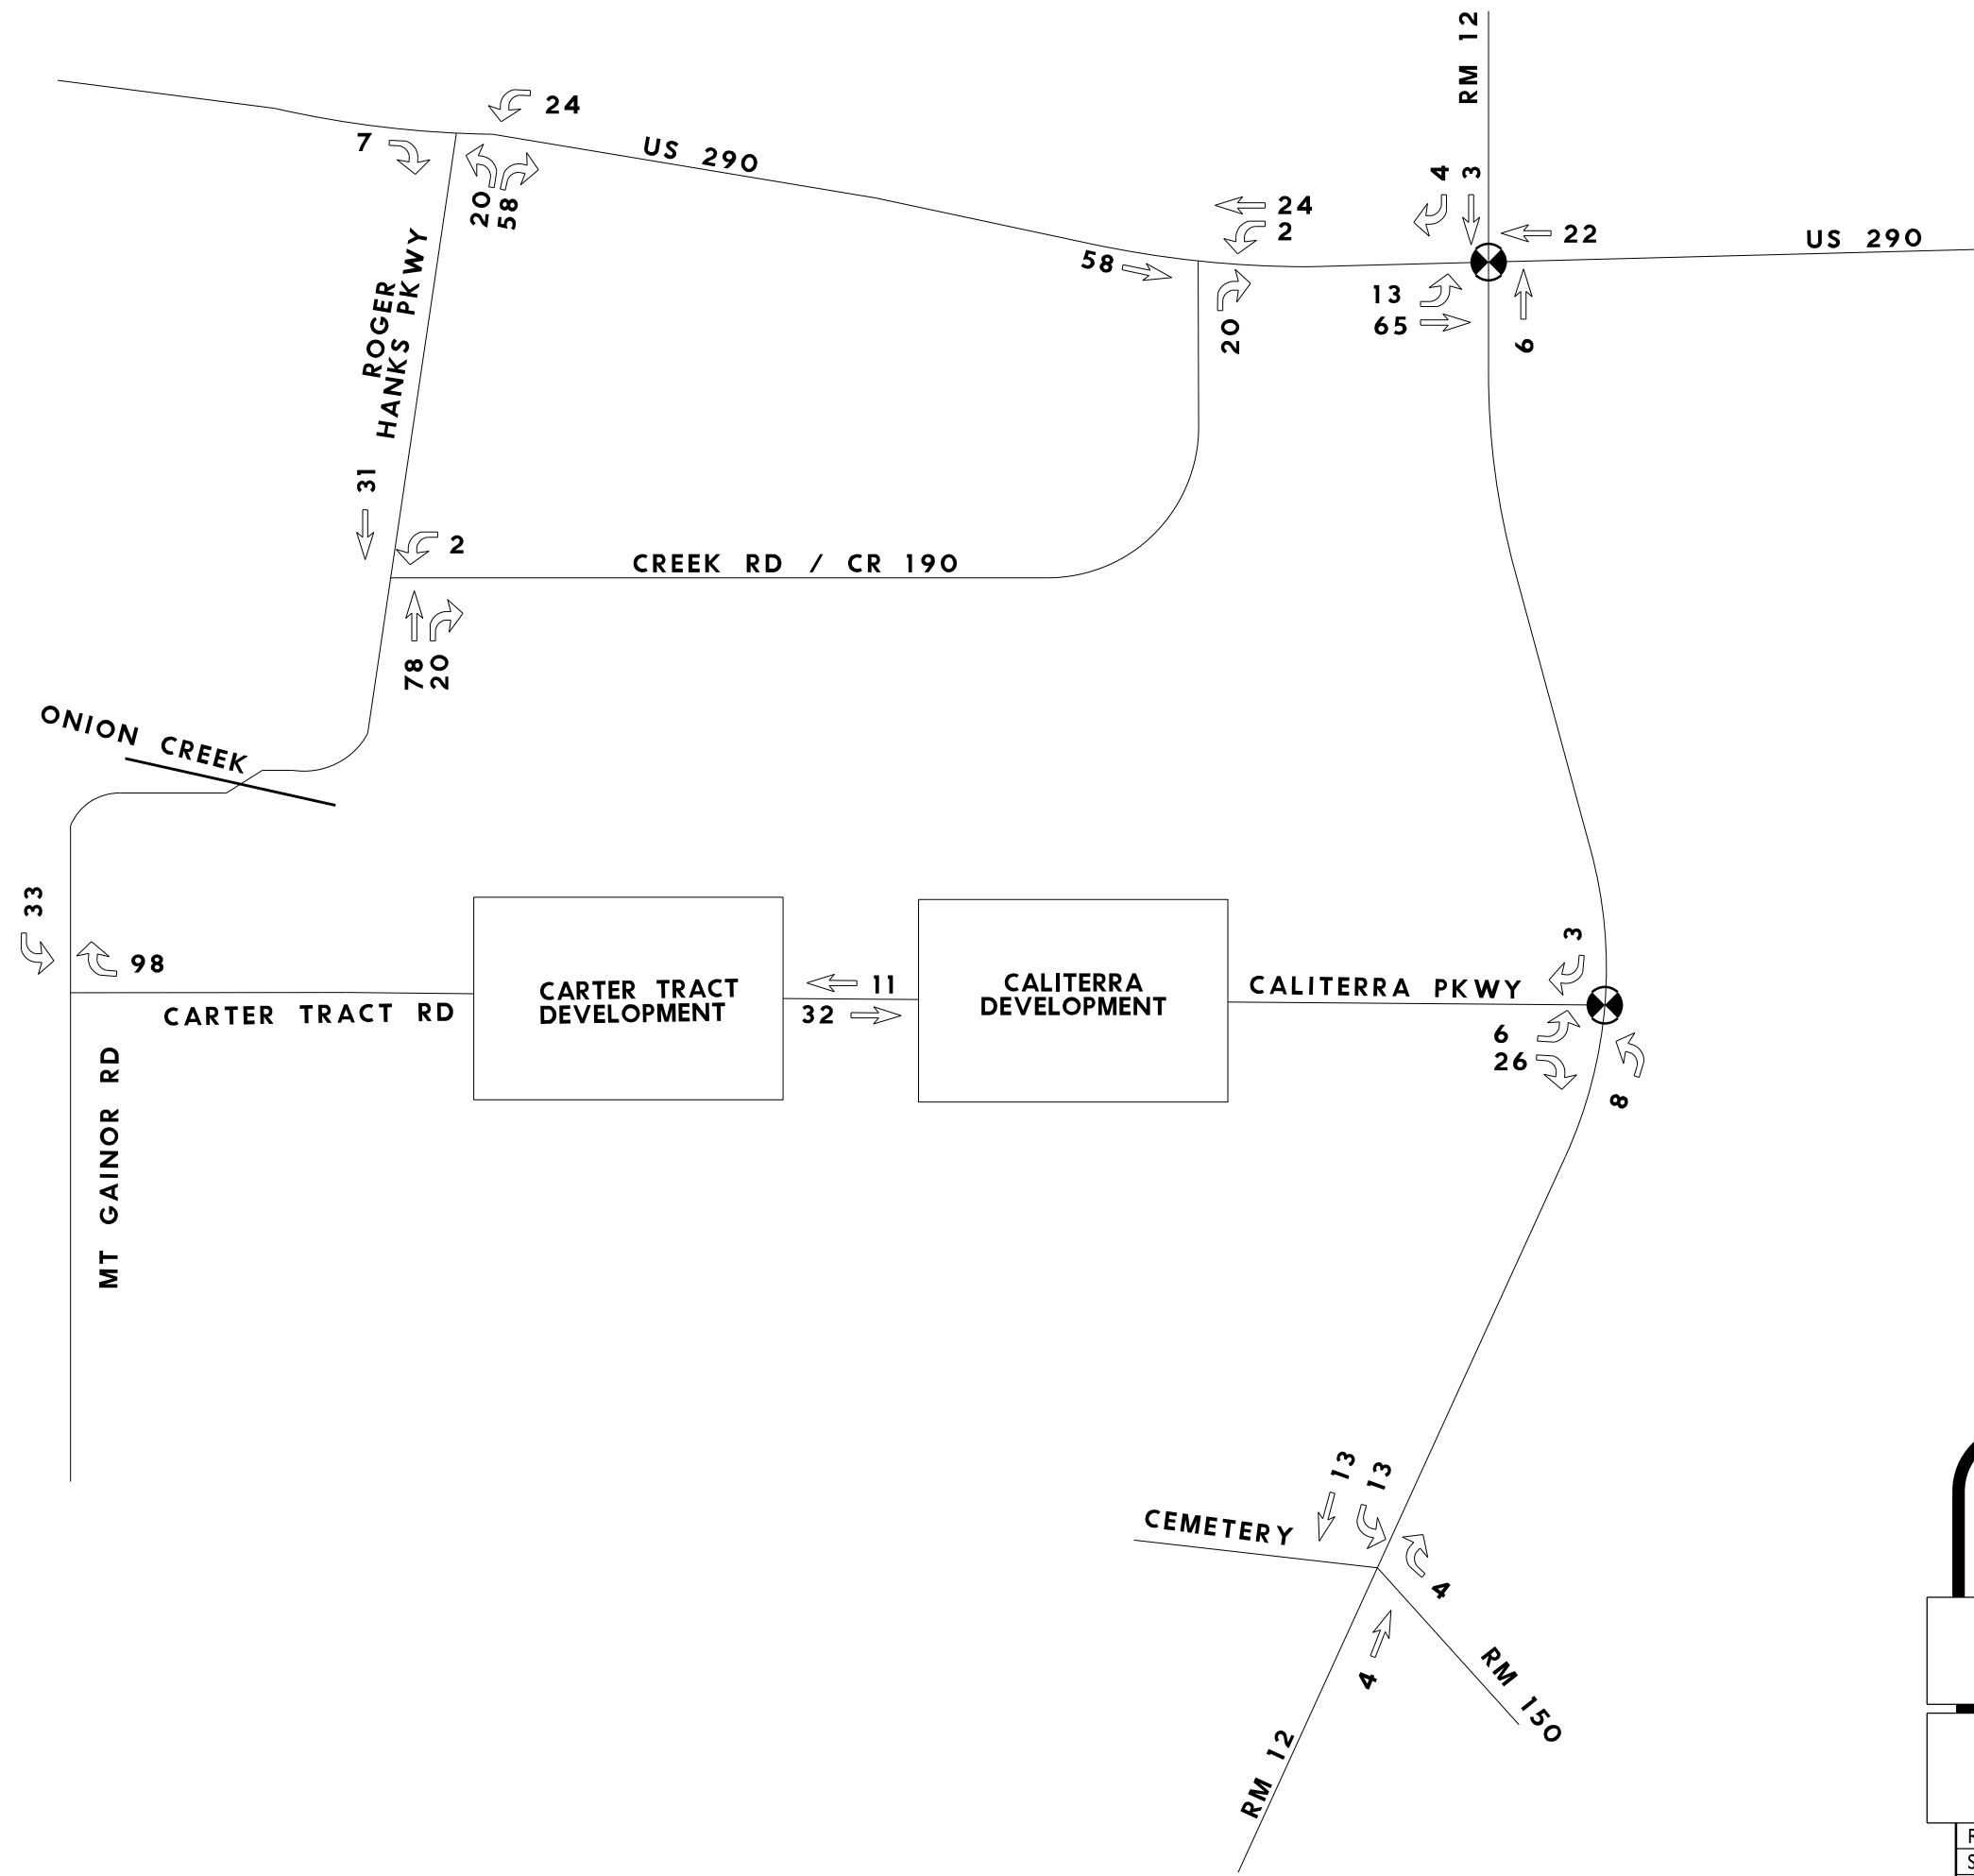 RM 12
24
7
US 290
20
58
4
3
24
2
22
US 290
58
13
65
20
6
ROGER
HANKS PKWY
31
2
CREEK RD / CR 190
78
20
ONION CREEK
33
98
CARTER TRACT RD
CARTER TRACT
DEVELOPMENT
11
32
CALITERRA
DEVELOPMENT
CALITERRA PKWY
3
6
26
8
MT GAINOR RD
13
13
CEMETERY
4
4
RM 150
RM 12
R
S